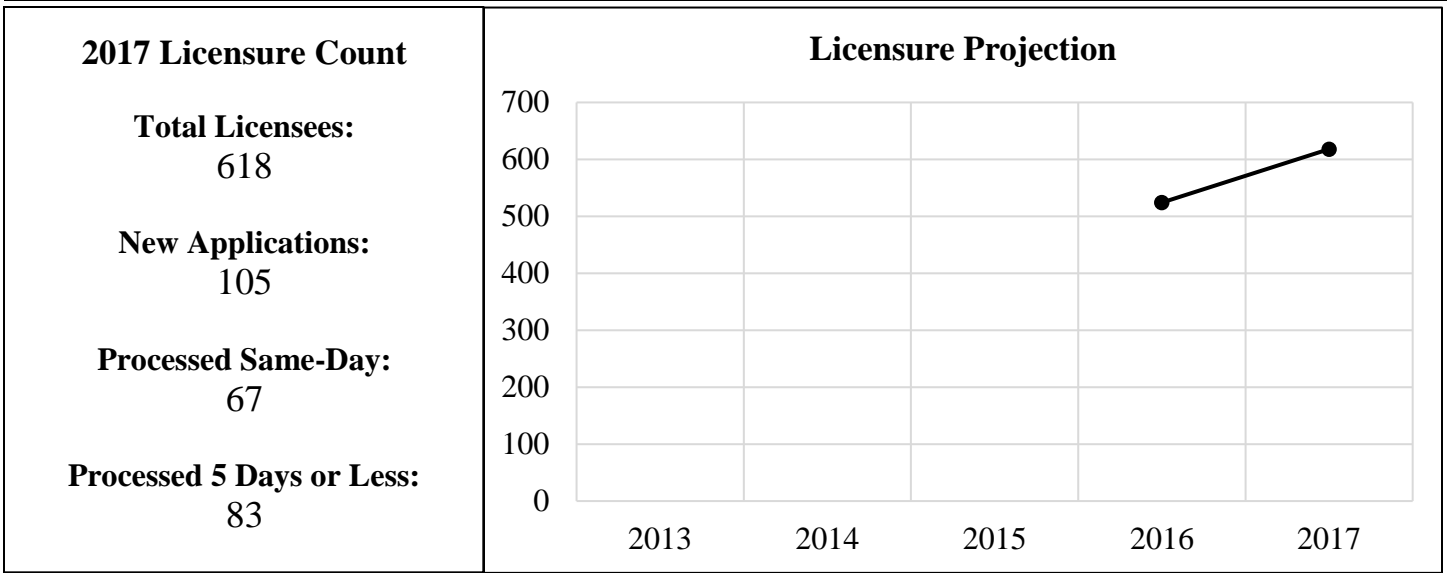 2017 Licensure Count
Total Licensees:
618
New Applications:
105
Processed Same-Day:
67
Processed 5 Days or Less:
83
Licensure Projection
700
600
500
400
300
200
100
0
2013 2014 2015 2016 2017